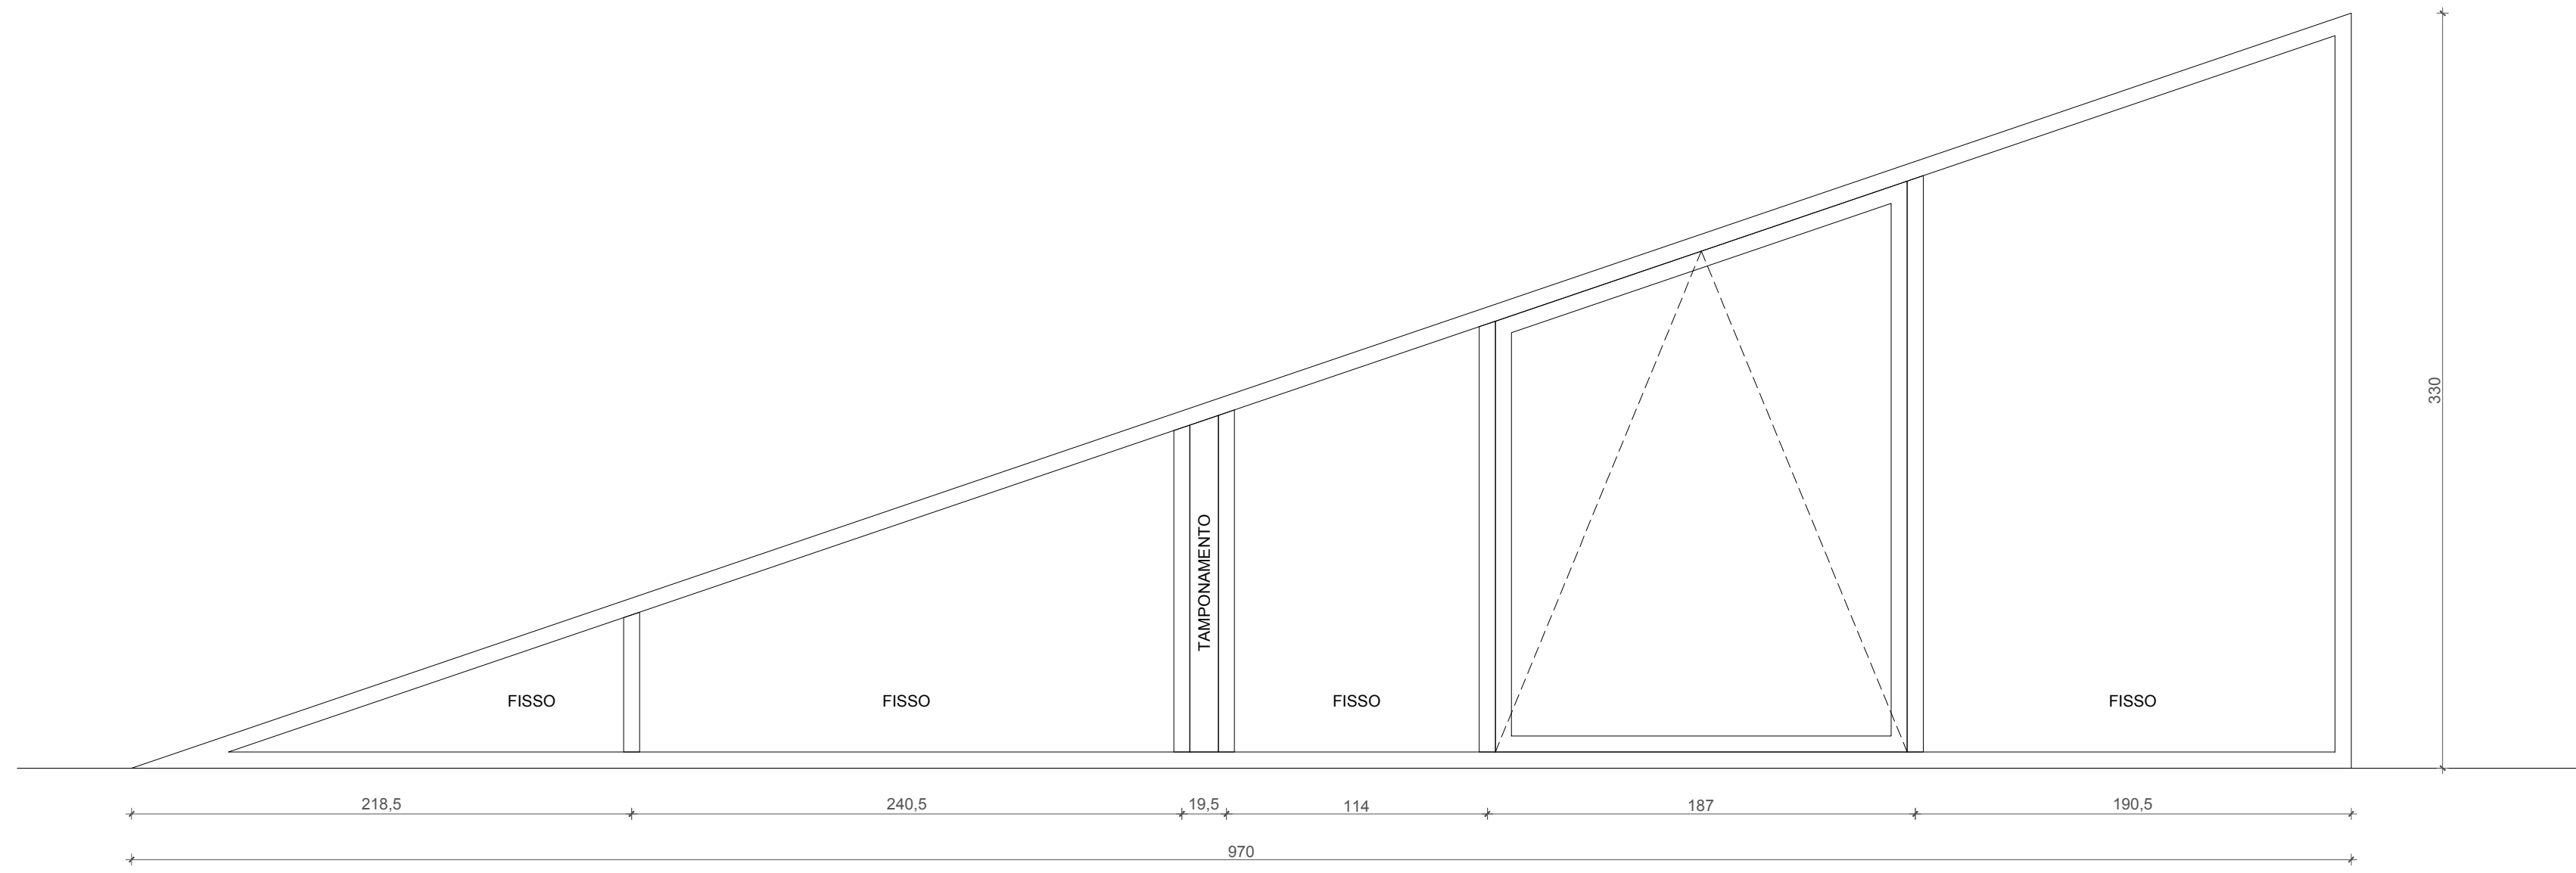 330
TAMPONAMENTO
FISSO
FISSO
FISSO
FISSO
218,5
240,5
19,5
114
187
190,5
970